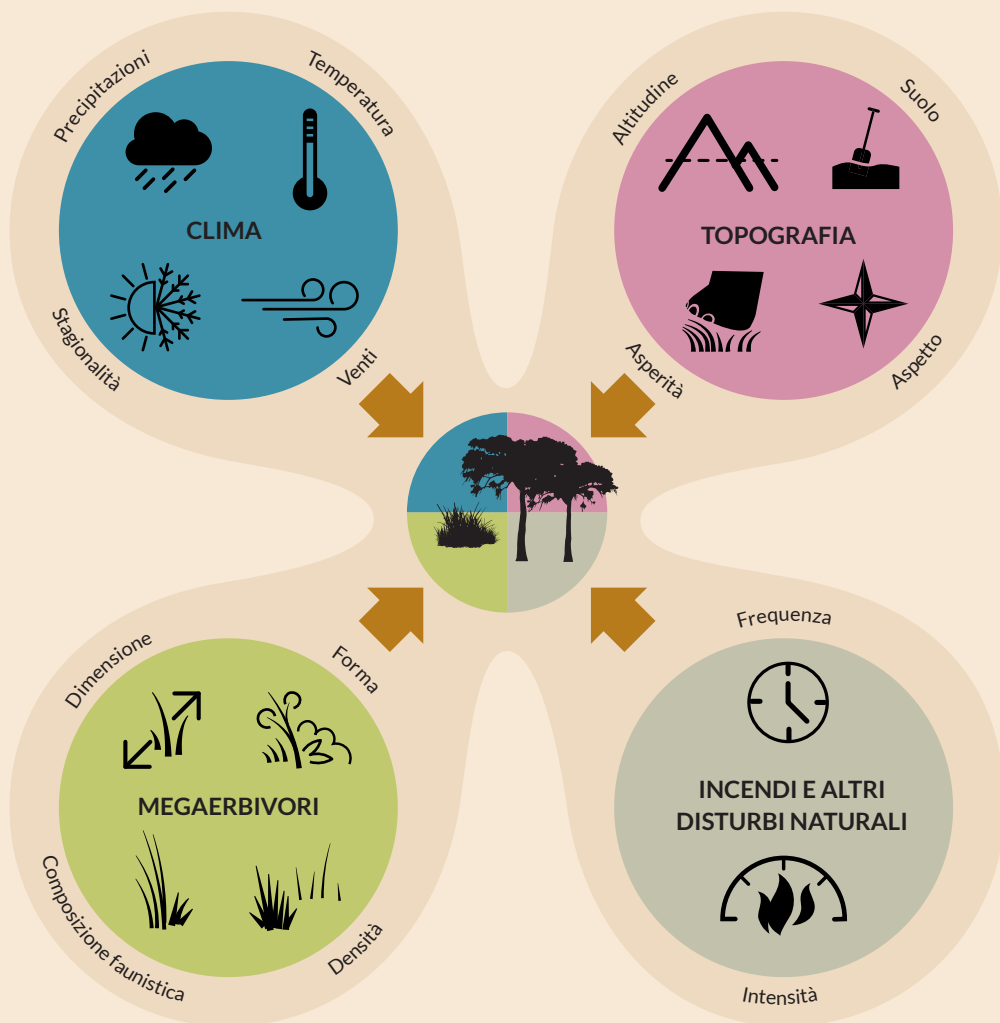 Precipitazioni
Temperatura
CLIMA
Stagionalità
Venti
Altitudine
Suolo
TOPOGRAFIA
Asperità
Aspetto
Dimensione
Forma
MEGAERBIVORI
Composizione faunistica
Densità
Frequenza
INCENDI E ALTRI
DISTURBI NATURALI
Intensità